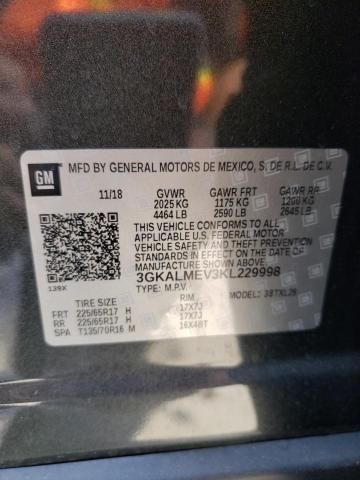 GM
MFD BY GENERAL MOTORS DE MEXICO, S. DE R.L. DE C.V.
11/18 GVWR GAWR FRT GAWR RR
2025 KG 1175 KG 1200 KG
4464 LB 2590 LB 2645 LB
THIS VEHICLE CONFORMS TO ALL
APPLICABLE U.S. FEDERAL MOTOR
VEHICLE SAFETY AND THEFT PREVENTION
STANDARDS IN EFFECT ON THE DATE OF
MANUFACTURE SHOWN ABOVE.
3GKALMEV3KL229998
139X TYPE: M.P.V. MODEL:
TIRE SIZE RIM
FRT 225/65R17 H 17X7J
RR 225/65R17 H 17X7J
SPA T135/70R16 M 16X4BT